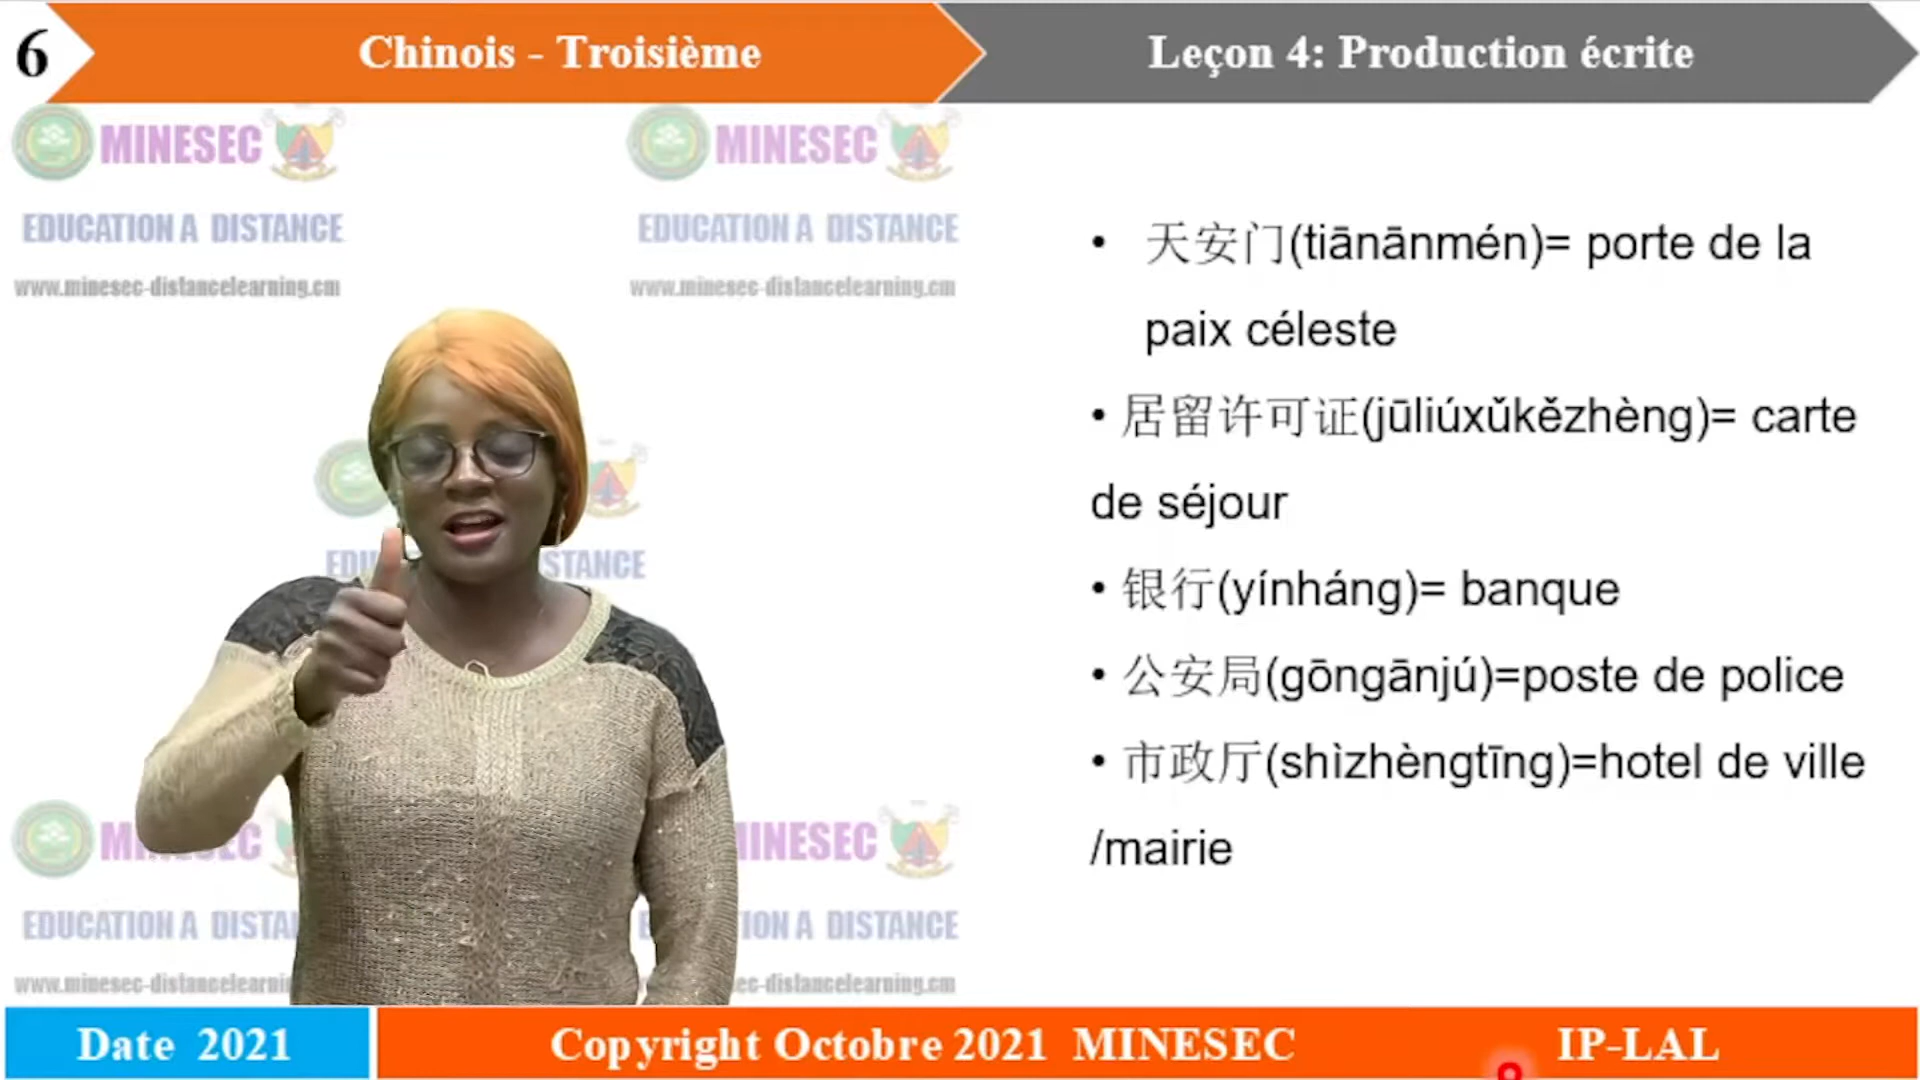 6
Chinois - Troisième
Leçon 4: Production écrite
MINESEC
EDUCATION A DISTANCE
www.minesec-distancelearning.cm
MINESEC
EDUCATION A DISTANCE
www.minesec-distancelearning.cm
• 天安门(tiānānmén)= porte de la
paix céleste
• 居留许可证(jūliúxǔkězhèng)= carte
de séjour
• 银行(yínháng)= banque
• 公安局(gōngānjú)=poste de police
• 市政厅(shìzhèngtīng)=hotel de ville
/mairie
Date 2021
Copyright Octobre 2021 MINESEC
IP-LAL